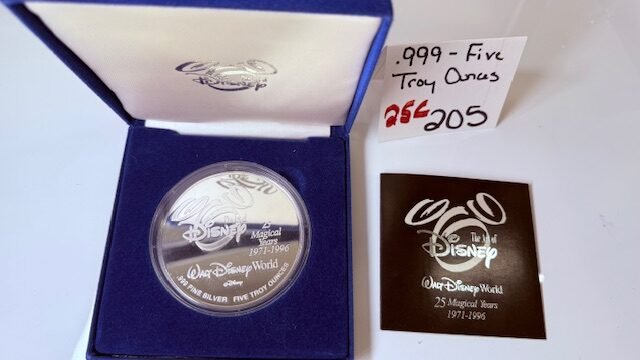 Disney
.999 - Five
Troy Ounces
256 205
Disney
25
Magical
Years
1971-1996
Walt Disney World
©Disney
.999 FINE SILVER FIVE TROY OUNCES
The Art of
Disney
Walt Disney World
25 Magical Years
1971-1996